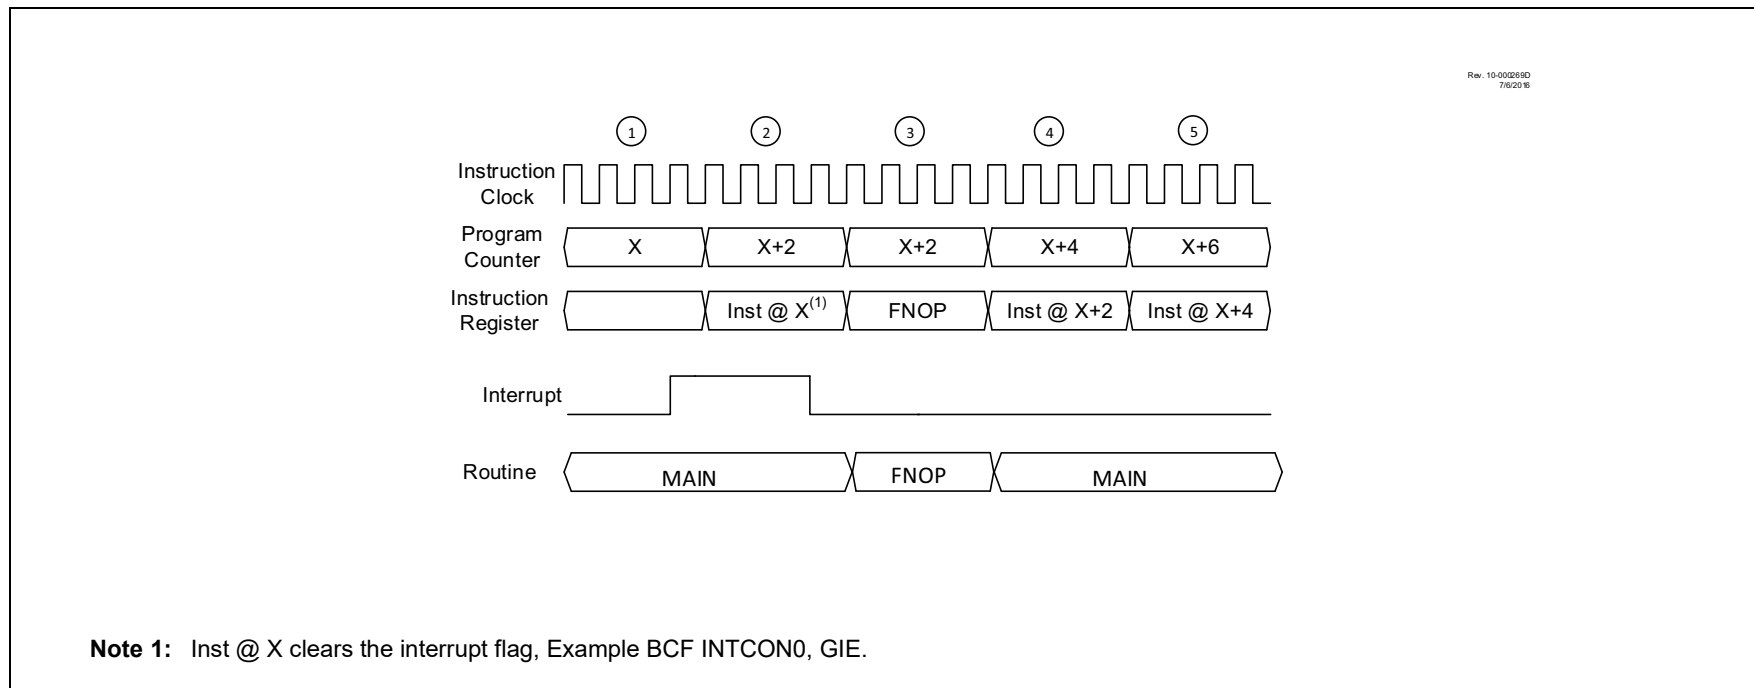 Rev. 10-000269D
7/6/2016
1 2 3 4 5
Instruction
Clock
Program
Counter
X X+2 X+2 X+4 X+6
Instruction
Register
Inst @ X(1) FNOP Inst @ X+2 Inst @ X+4
Interrupt
Routine
MAIN FNOP MAIN
Note 1: Inst @ X clears the interrupt flag, Example BCF INTCON0, GIE.